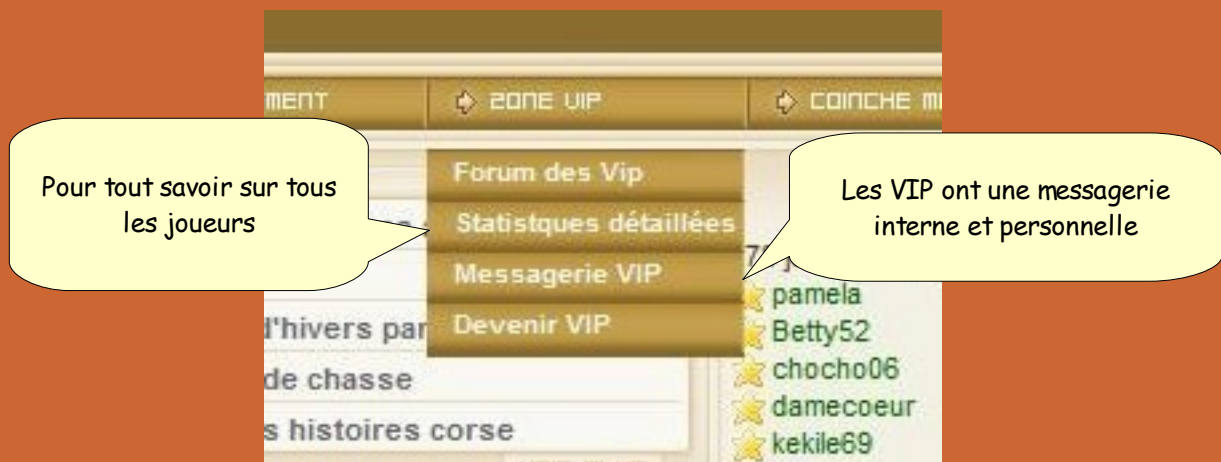 MENT
ZONE VIP
COINCHE
Pour tout savoir sur tous
les joueurs
Forum des Vip
Statistques détaillées
Messagerie VIP
Devenir VIP
Les VIP ont une messagerie
interne et personnelle
d'hivers par
de chasse
s histoires corse
pamela
Betty52
chocho06
damecoeur
kekile69